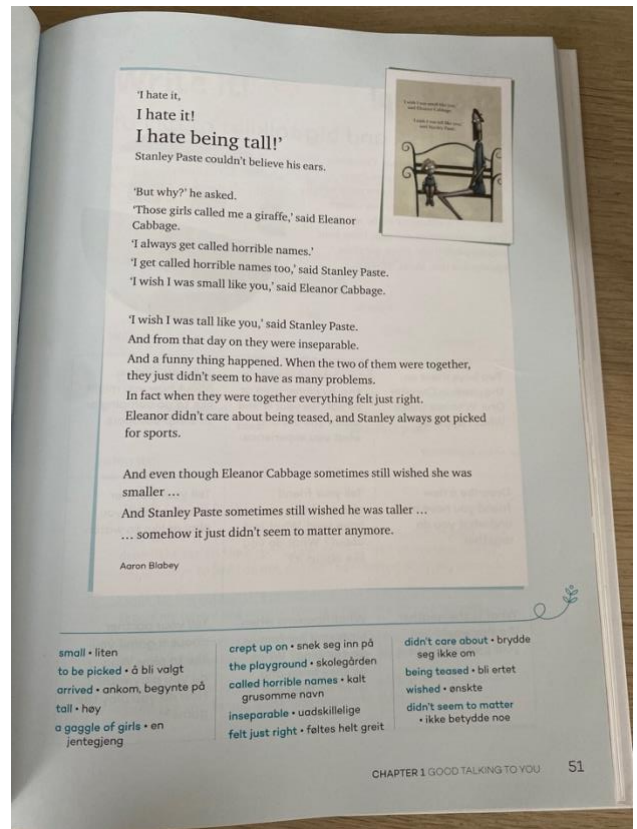 'I hate it,
I hate it!
I hate being tall!'
Stanley Paste couldn't believe his ears.
'But why?' he asked.
'Those girls called me a giraffe,' said Eleanor
Cabbage.
'I always get called horrible names.'
'I get called horrible names too,' said Stanley Paste.
'I wish I was small like you,' said Eleanor Cabbage.
'I wish I was tall like you,' said Stanley Paste.
And from that day on they were inseparable.
And a funny thing happened. When the two of them were together,
they just didn't seem to have as many problems.
In fact when they were together everything felt just right.
Eleanor didn't care about being teased, and Stanley always got picked
for sports.
And even though Eleanor Cabbage sometimes still wished she was
smaller ...
And Stanley Paste sometimes still wished he was taller ...
... somehow it just didn't seem to matter anymore.
Aaron Blabey
small • liten
to be picked • å bli valgt
arrived • ankom, begynte på
tall • høy
a gaggle of girls • en
jentegjeng
crept up on • snek seg inn på
the playground • skolegården
called horrible names • kalt
grusomme navn
inseparable • uadskillelige
felt just right • føltes helt greit
didn't care about • brydde
seg ikke om
being teased • bli ertet
wished • ønskte
didn't seem to matter
• ikke betydde noe
CHAPTER 1 GOOD TALKING TO YOU 51